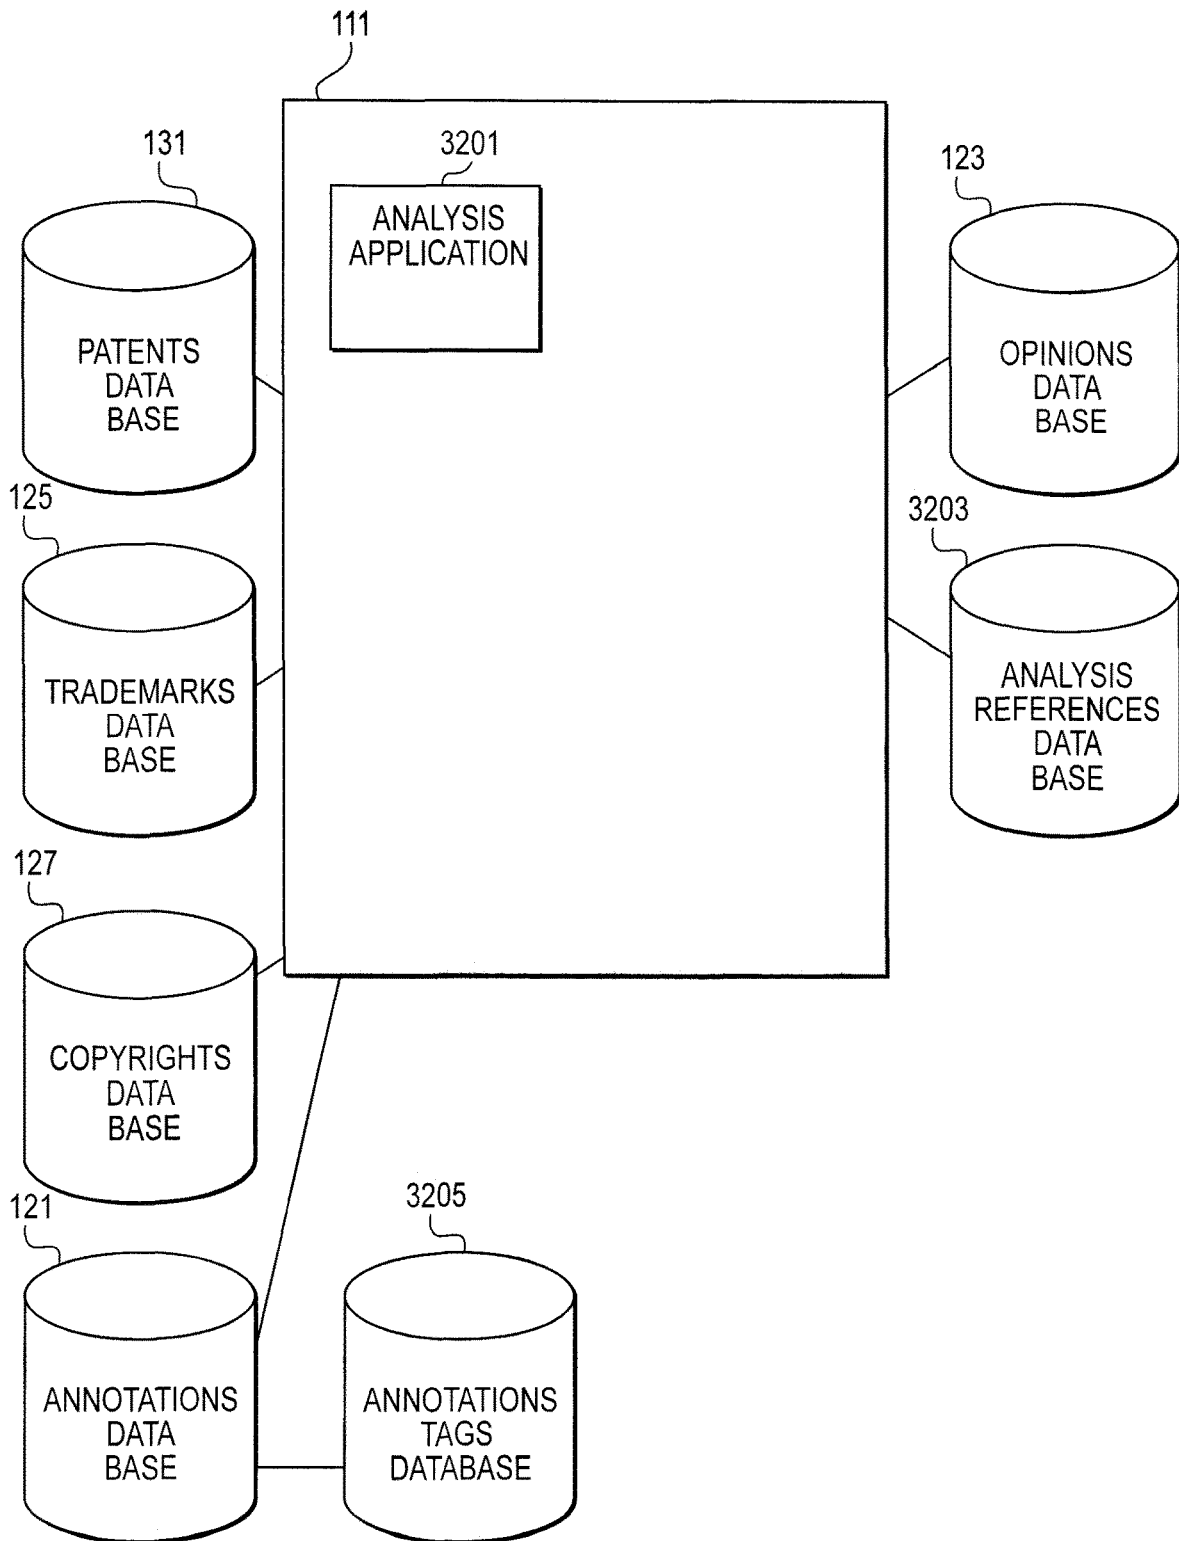 111
131
3201
123
ANALYSIS
APPLICATION
PATENTS
DATA
BASE
OPINIONS
DATA
BASE
125
3203
TRADEMARKS
DATA
BASE
ANALYSIS
REFERENCES
DATA
BASE
127
COPYRIGHTS
DATA
BASE
121
3205
ANNOTATIONS
DATA
BASE
ANNOTATIONS
TAGS
DATABASE